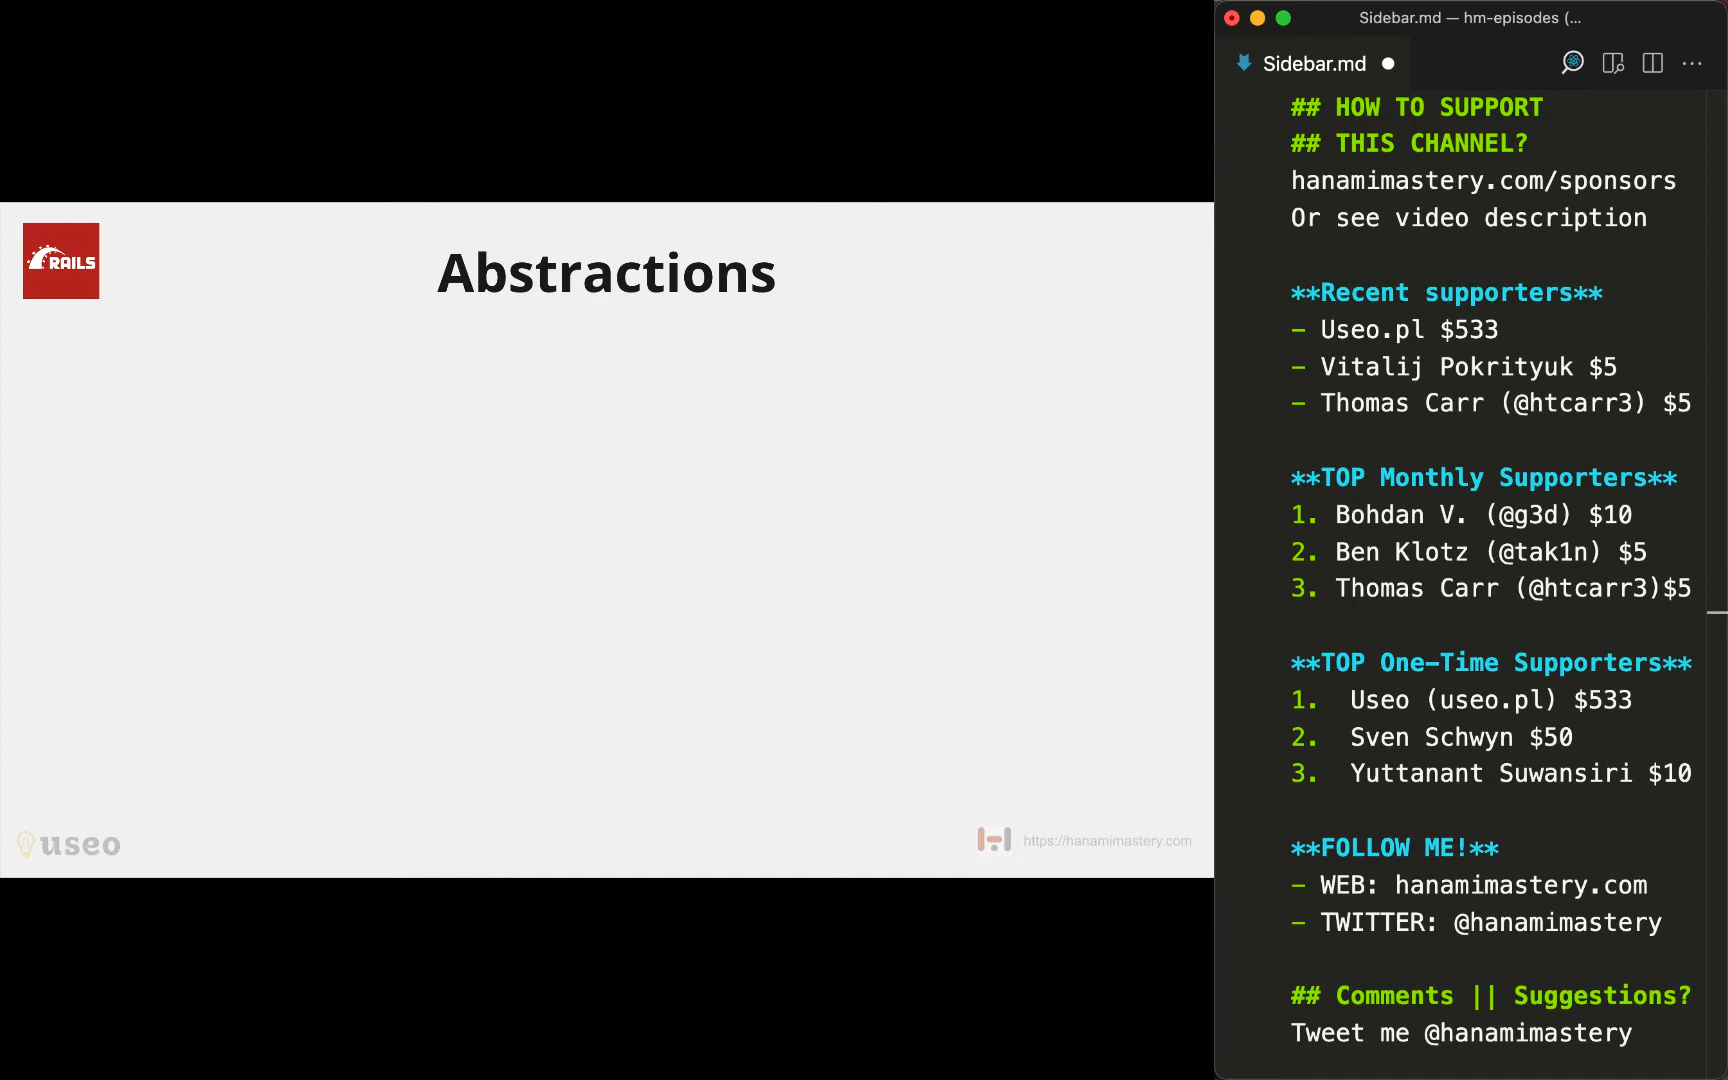 RAILS
Abstractions
useo
https://hanamimastery.com
Sidebar.md — hm-episodes (...
Sidebar.md
## HOW TO SUPPORT
## THIS CHANNEL?
hanamimastery.com/sponsors
Or see video description
**Recent supporters**
- Useo.pl $533
- Vitalij Pokrityuk $5
- Thomas Carr (@htcarr3) $5
**TOP Monthly Supporters**
1. Bohdan V. (@g3d) $10
2. Ben Klotz (@tak1n) $5
3. Thomas Carr (@htcarr3)$5
**TOP One-Time Supporters**
1. Useo (useo.pl) $533
2. Sven Schwyn $50
3. Yuttanant Suwansiri $10
**FOLLOW ME!**
- WEB: hanamimastery.com
- TWITTER: @hanamimastery
## Comments || Suggestions?
Tweet me @hanamimastery